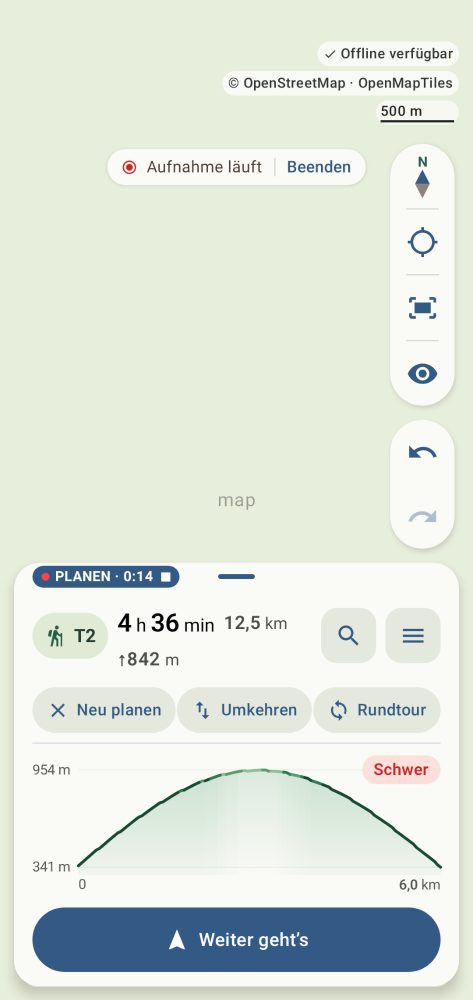 Offline verfügbar
© OpenStreetMap · OpenMapTiles
500 m
Aufnahme läuft Beenden
N
map
PLANEN · 0:14
T2 4 h 36 min 12,5 km
↑842 m
Neu planen Umkehren Rundtour
954 m Schwer
341 m
0 6,0 km
Weiter geht’s